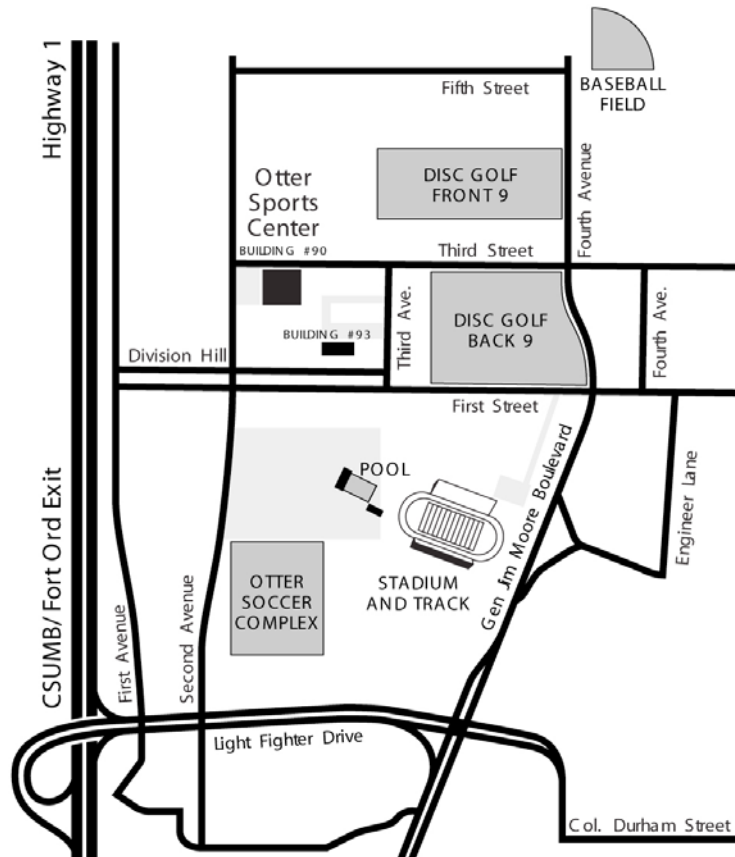 Highway 1
BASEBALL
FIELD
Fifth Street
Fourth Avenue
DISC GOLF
FRONT 9
Otter
Sports
Center
BUILDING #90
Third Street
BUILDING #93
Third Ave.
DISC GOLF
BACK 9
Fourth Ave.
Division Hill
First Street
CSUMB/Fort Ord Exit
POOL
Gen Jim Moore Boulevard
Engineer Lane
STADIUM
AND TRACK
OTTER
SOCCER
COMPLEX
First Avenue
Second Avenue
Light Fighter Drive
Col. Durham Street